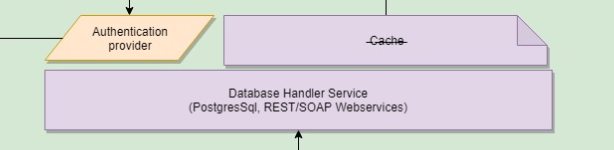 Authentication
provider
Cache
Database Handler Service
(PostgresSql, REST/SOAP Webservices)